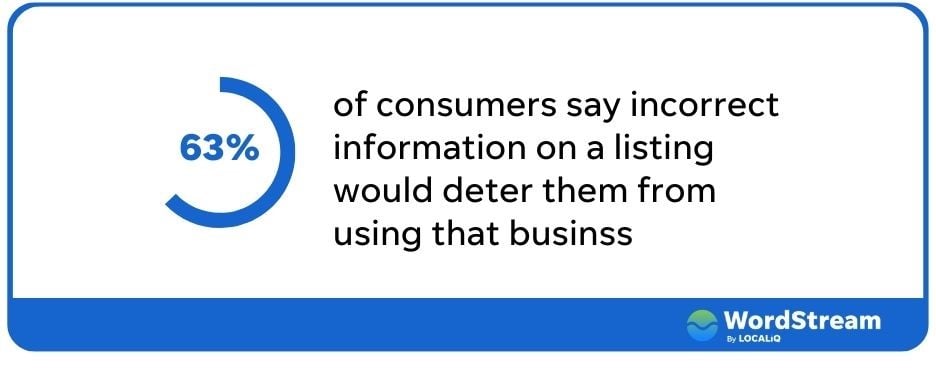 63%
of consumers say incorrect
information on a listing
would deter them from
using that businss
WordStream
By LOCALiQ